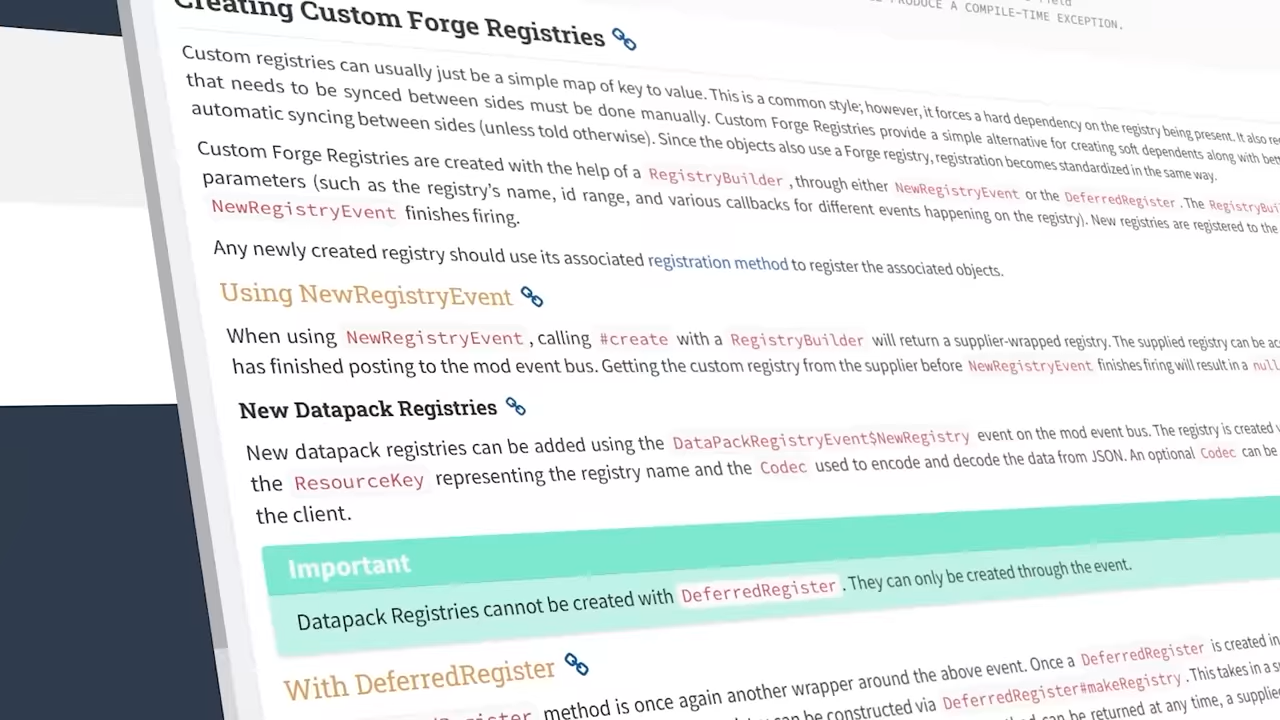 PRODUCE A COMPILE-TIME EXCEPTION.
Creating Custom Forge Registries
Custom registries can usually just be a simple map of key to value. This is a common style; however, it forces a hard dependency on the registry being present. It also
that needs to be synced between sides must be done manually. Custom Forge Registries provide a simple alternative for creating soft dependents along with
automatic syncing between sides (unless told otherwise). Since the objects also use a Forge registry, registration becomes standardized in the same way.
Custom Forge Registries are created with the help of a RegistryBuilder , through either NewRegistryEvent or the DeferredRegister . The RegistryBui
parameters (such as the registry's name, id range, and various callbacks for different events happening on the registry). New registries are registered to the
NewRegistryEvent finishes firing.
Any newly created registry should use its associated registration method to register the associated objects.
Using NewRegistryEvent
When using NewRegistryEvent , calling #create with a RegistryBuilder will return a supplier-wrapped registry. The supplied registry can be ac
has finished posting to the mod event bus. Getting the custom registry from the supplier before NewRegistryEvent finishes firing will result in a null
New Datapack Registries
New datapack registries can be added using the DataPackRegistryEvent$NewRegistry event on the mod event bus. The registry is created
the ResourceKey representing the registry name and the Codec used to encode and decode the data from JSON. An optional Codec can be
the client.
Important
Datapack Registries cannot be created with DeferredRegister . They can only be created through the event.
With DeferredRegister
method is once again another wrapper around the above event. Once a DeferredRegister is created in
can be constructed via DeferredRegister#makeRegistry . This takes in a
can be returned at any time, a supplie